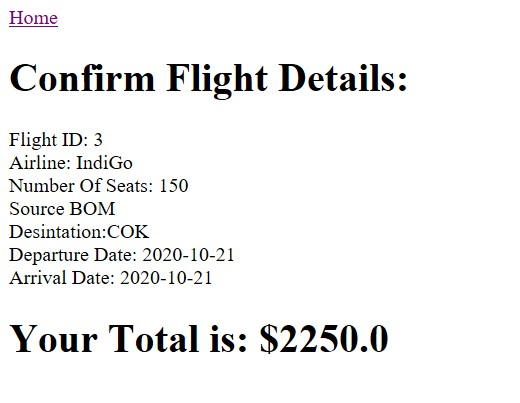 Home
Confirm Flight Details:
Flight ID: 3
Airline: IndiGo
Number Of Seats: 150
Source BOM
Desintation:COK
Departure Date: 2020-10-21
Arrival Date: 2020-10-21
Your Total is: $2250.0